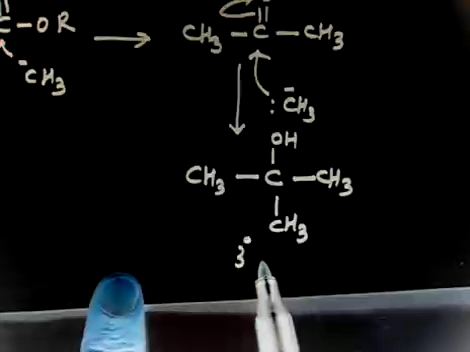 C – OR
CH₃ – C – CH₃
⁻CH₃
: ⁻CH₃
OH
CH₃ – C – CH₃
CH₃
3°